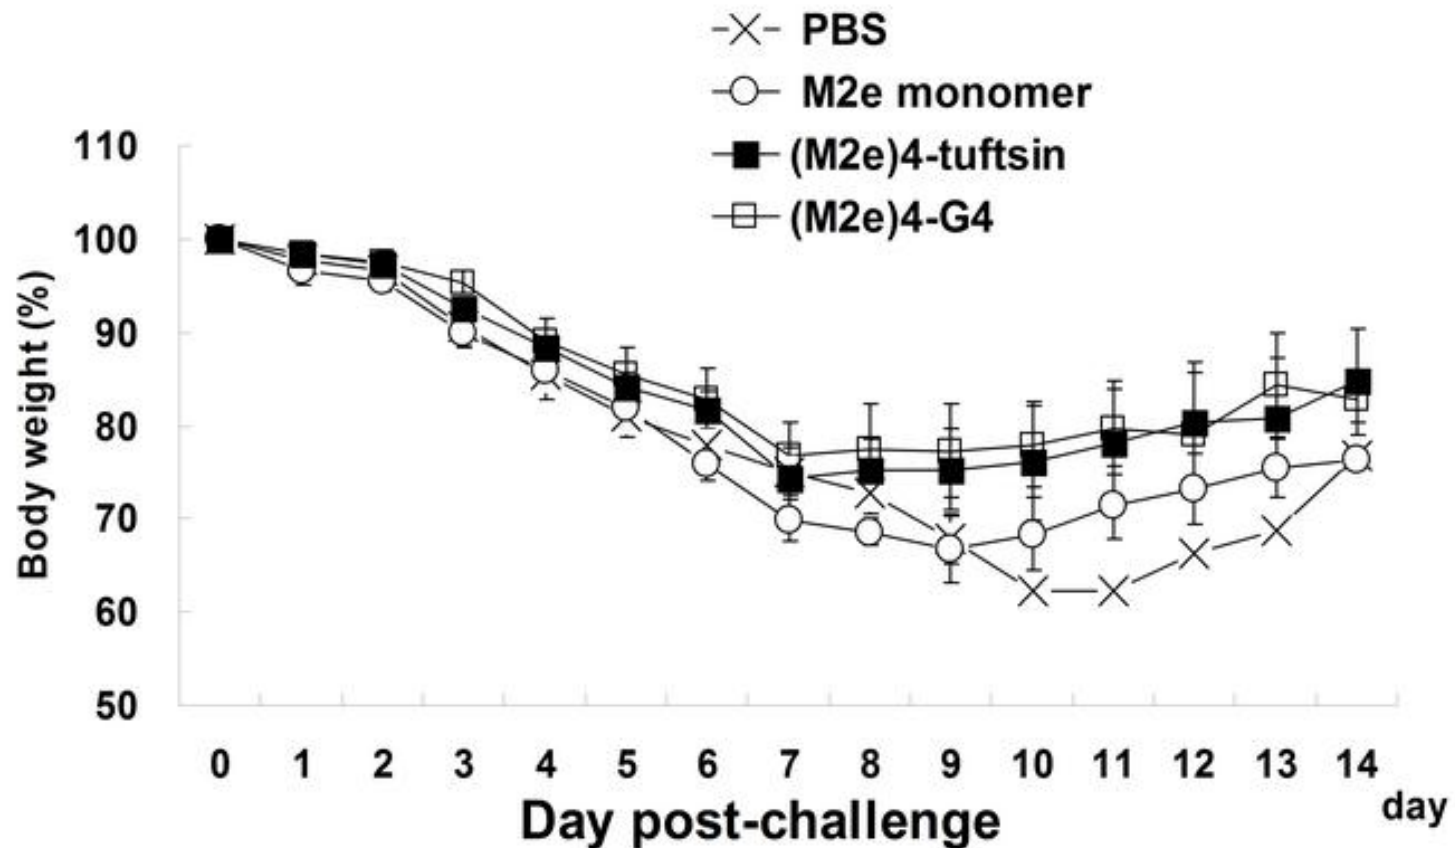 PBS
M2e monomer
(M2e)4-tuftsin
(M2e)4-G4
110
100
90
80
70
60
50
Body weight (%)
0 1 2 3 4 5 6 7 8 9 10 11 12 13 14
Day post-challenge
day